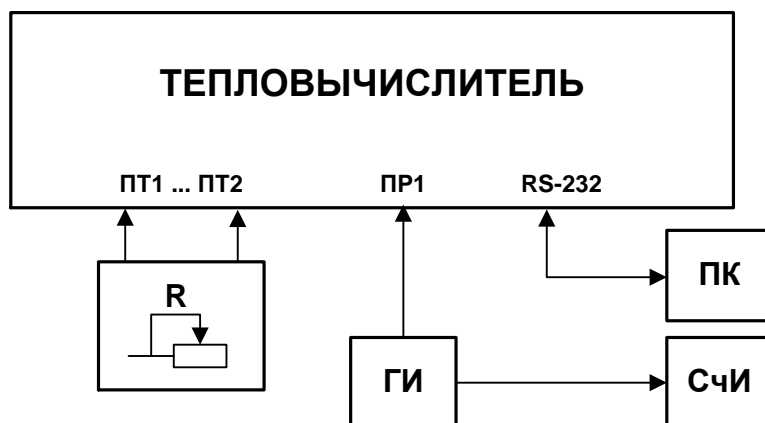 ТЕПЛОВЫЧИСЛИТЕЛЬ
ПТ1 ... ПТ2 ПР1 RS-232
R
ПК
ГИ СчИ